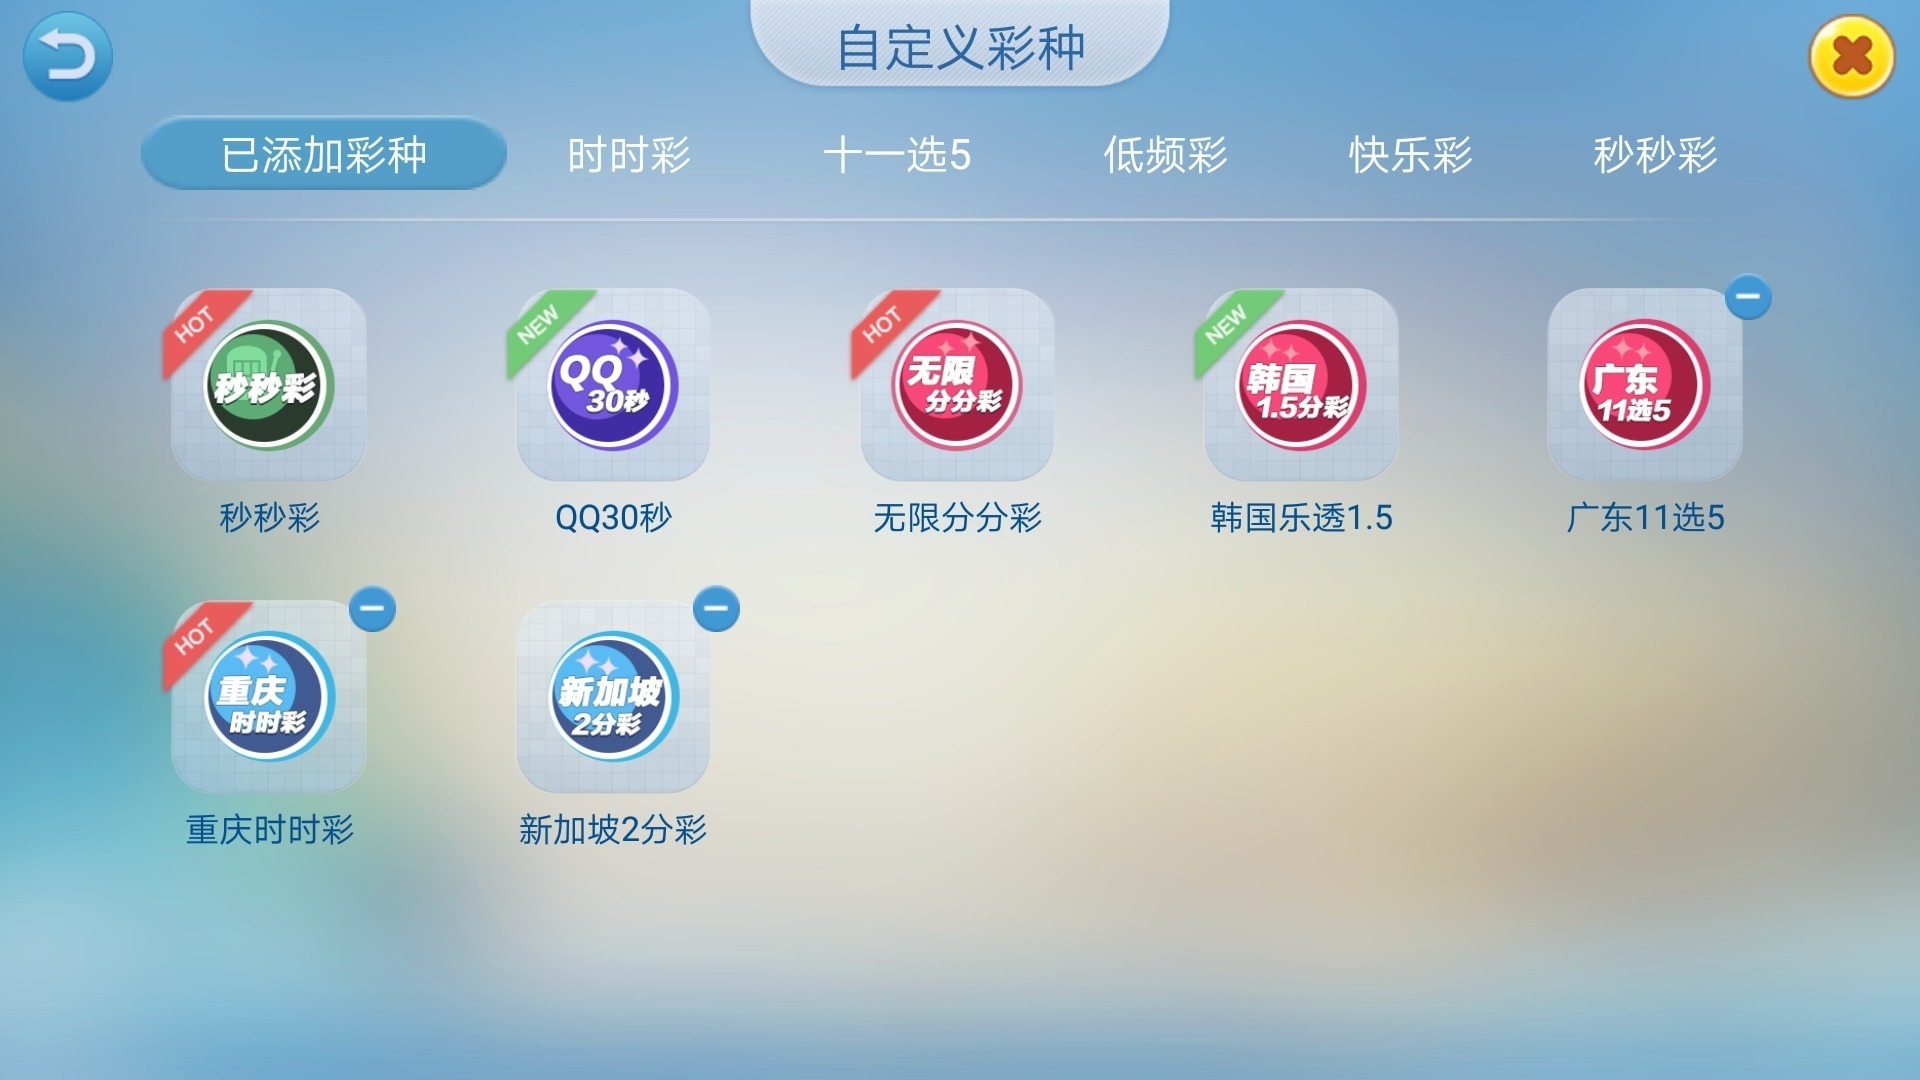 自定义彩种
已添加彩种
时时彩
十一选5
低频彩
快乐彩
秒秒彩
HOT
秒秒彩
秒秒彩
NEW
QQ
30秒
QQ30秒
HOT
无限
分分彩
无限分分彩
NEW
韩国
1.5分彩
韩国乐透1.5
广东
11选5
广东11选5
HOT
重庆
时时彩
重庆时时彩
新加坡
2分彩
新加坡2分彩